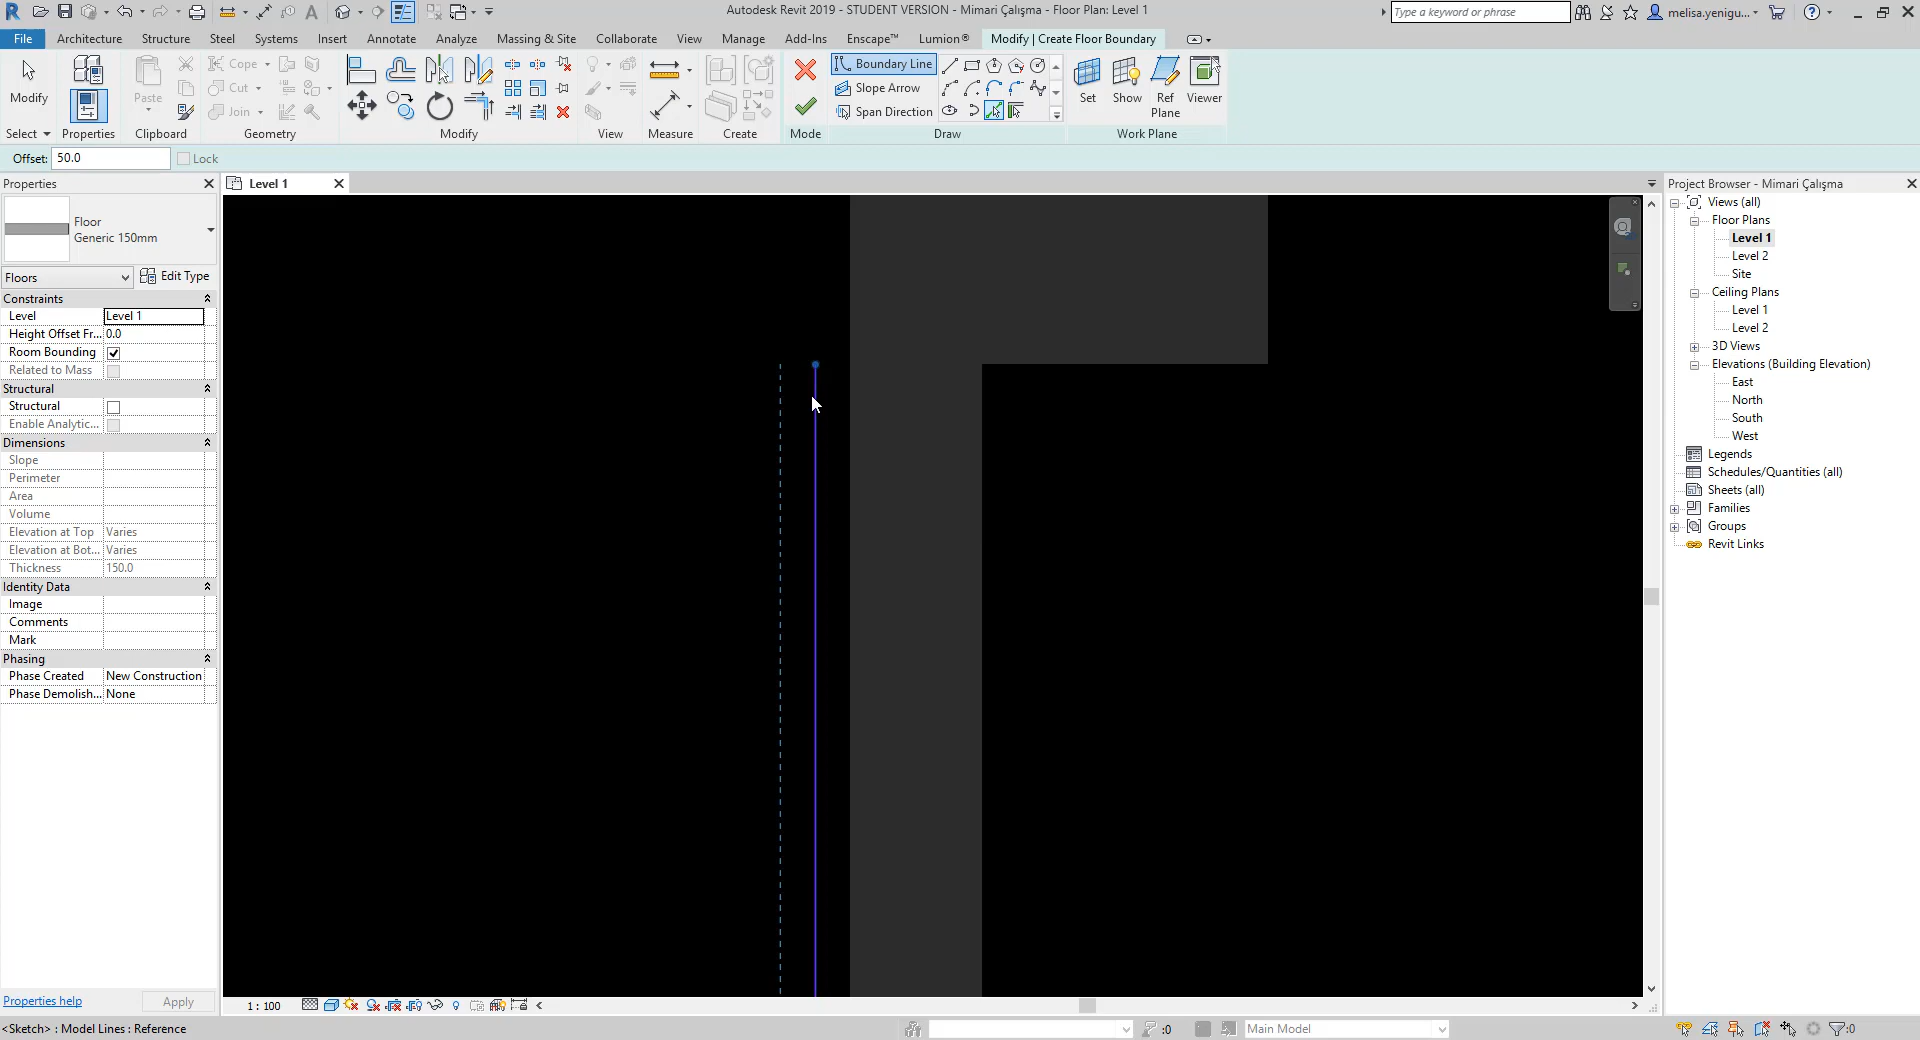 Autodesk Revit 2019 - STUDENT VERSION - Mimari Çalışma - Floor Plan: Level 1
Type a keyword or phrase
melisa.yenigu...
File Architecture Structure Steel Systems Insert Annotate Analyze Massing & Site Collaborate View Manage Add-Ins Enscape™ Lumion® Modify | Create Floor Boundary
Modify
Paste
Cope
Cut
Join
Boundary Line
Slope Arrow
Span Direction
Set Show Ref Plane Viewer
Select Properties Clipboard Geometry Modify View Measure Create Mode Draw Work Plane
Offset: 50.0 Lock
Properties
Level 1
Project Browser - Mimari Çalışma
Floor
Generic 150mm
Floors Edit Type
Constraints
Level Level 1
Height Offset Fr... 0.0
Room Bounding
Related to Mass
Structural
Structural
Enable Analytic...
Dimensions
Slope
Perimeter
Area
Volume
Elevation at Top Varies
Elevation at Bot... Varies
Thickness 150.0
Identity Data
Image
Comments
Mark
Phasing
Phase Created New Construction
Phase Demolish... None
Properties help Apply
Views (all)
Floor Plans
Level 1
Level 2
Site
Ceiling Plans
Level 1
Level 2
3D Views
Elevations (Building Elevation)
East
North
South
West
Legends
Schedules/Quantities (all)
Sheets (all)
Families
Groups
Revit Links
1 : 100
<Sketch> : Model Lines : Reference
:0
Main Model
:0